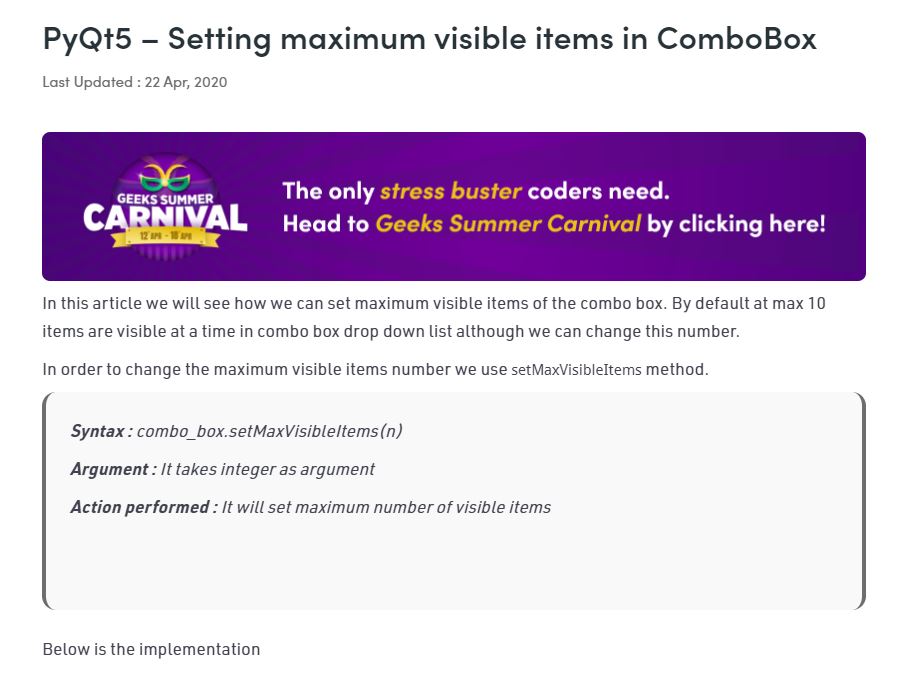 PyQt5 – Setting maximum visible items in ComboBox
Last Updated : 22 Apr, 2020
GEEKS SUMMER
CARNIVAL
12 APR - 18 APR
The only stress buster coders need.
Head to Geeks Summer Carnival by clicking here!
In this article we will see how we can set maximum visible items of the combo box. By default at max 10
items are visible at a time in combo box drop down list although we can change this number.
In order to change the maximum visible items number we use setMaxVisibleItems method.
Syntax : combo_box.setMaxVisibleItems(n)
Argument : It takes integer as argument
Action performed : It will set maximum number of visible items
Below is the implementation